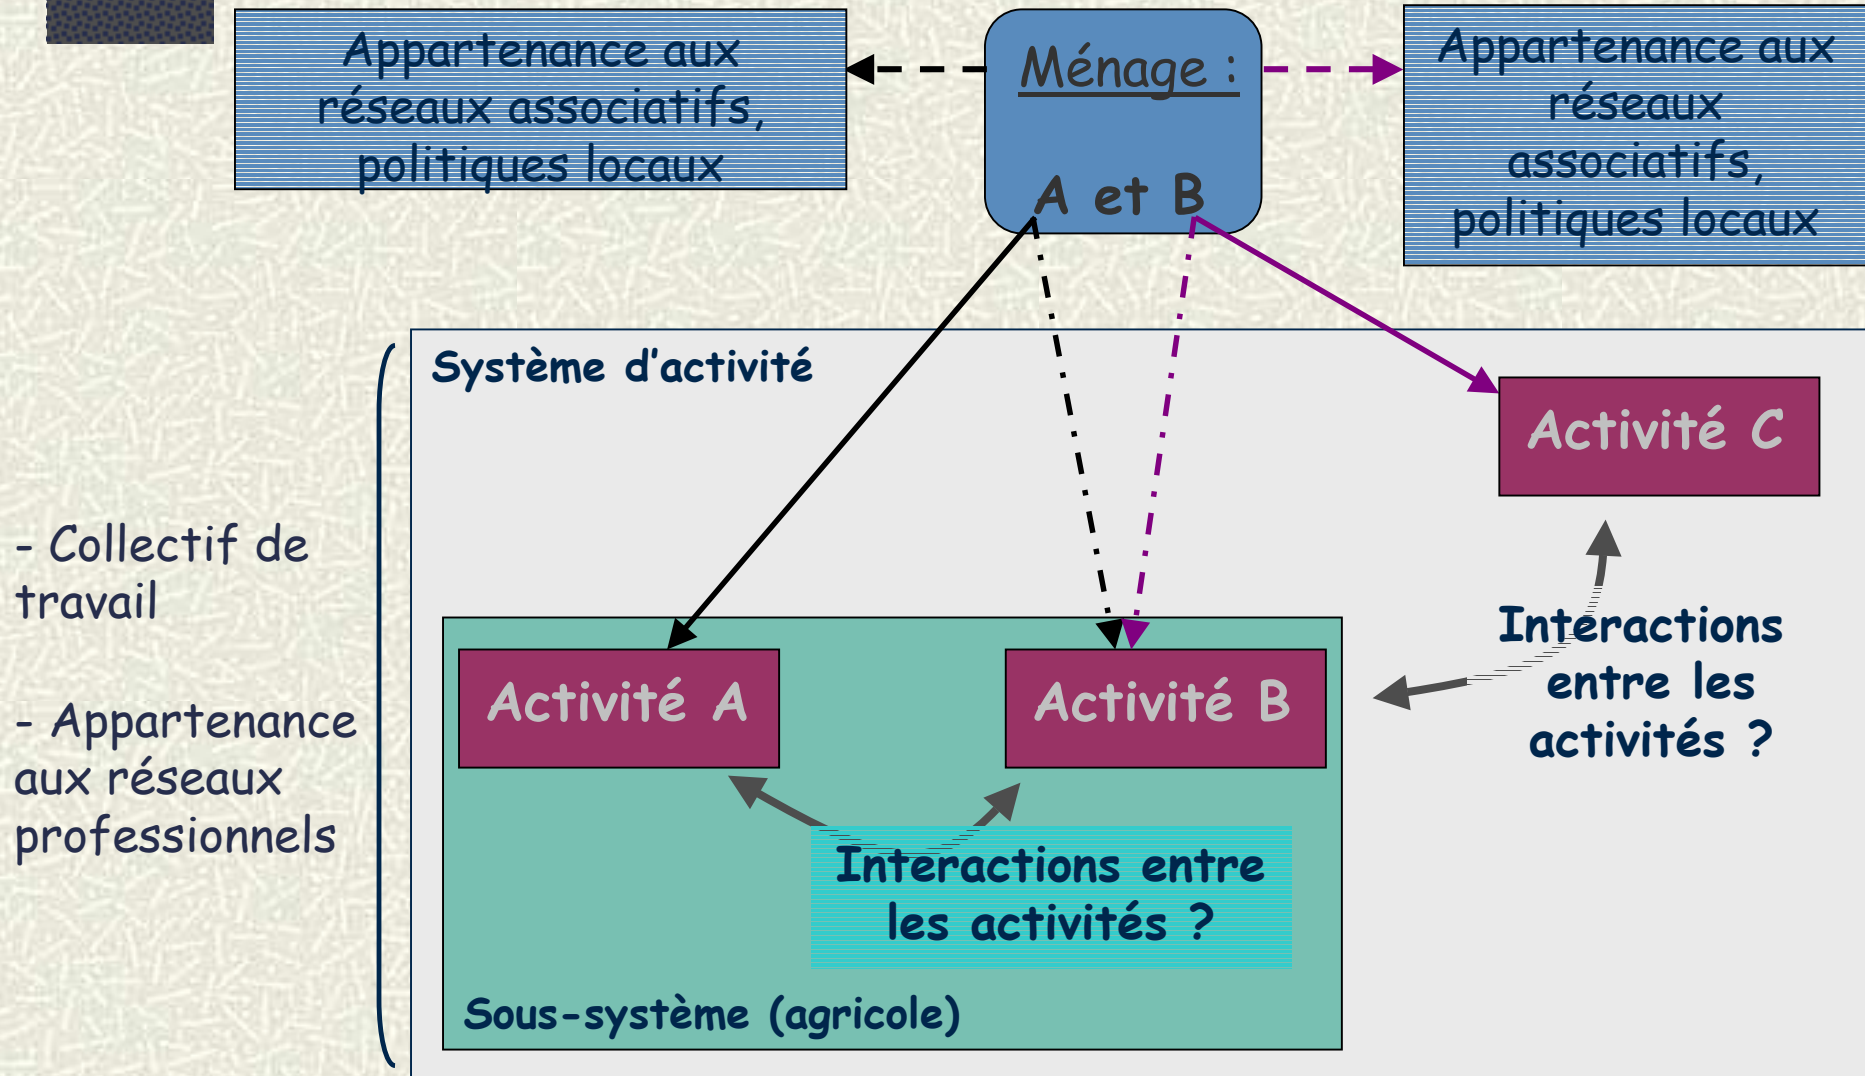 Appartenance aux
réseaux associatifs,
politiques locaux
Ménage :
A et B
Appartenance aux
réseaux
associatifs,
politiques locaux
Système d’activité
Activité C
- Collectif de
travail
- Appartenance
aux réseaux
professionnels
Interactions
entre les
activités ?
Activité A
Activité B
Interactions entre
les activités ?
Sous-système (agricole)